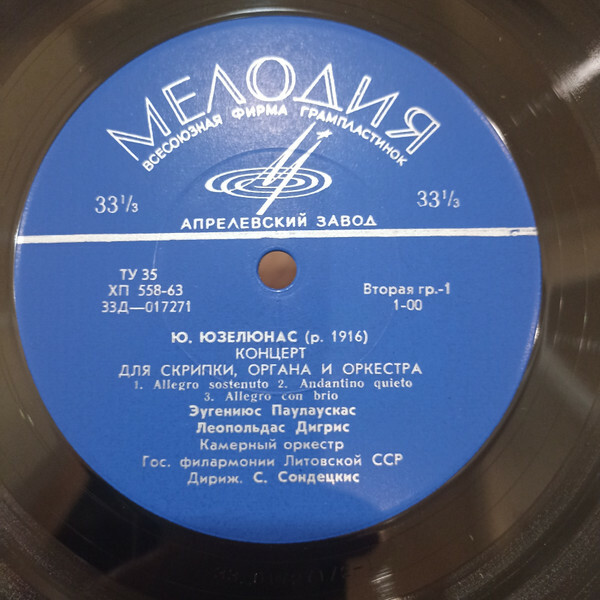 МЕЛОДИЯ
ВСЕСОЮЗНАЯ ФИРМА ГРАМПЛАСТИНОК
33⅓
33⅓
АПРЕЛЕВСКИЙ ЗАВОД
ТУ 35
ХП 558-63
33Д—017271
Вторая гр.-1
1-00
Ю. ЮЗЕЛЮНАС (р. 1916)
КОНЦЕРТ
ДЛЯ СКРИПКИ, ОРГАНА И ОРКЕСТРА
1. Allegro sostenuto 2. Andantino quieto
3. Allegro con brio
Эугениюс Паулаускас
Леопольдас Дигрис
Камерный оркестр
Гос. филармонии Литовской ССР
Дириж. С. Сондецкис